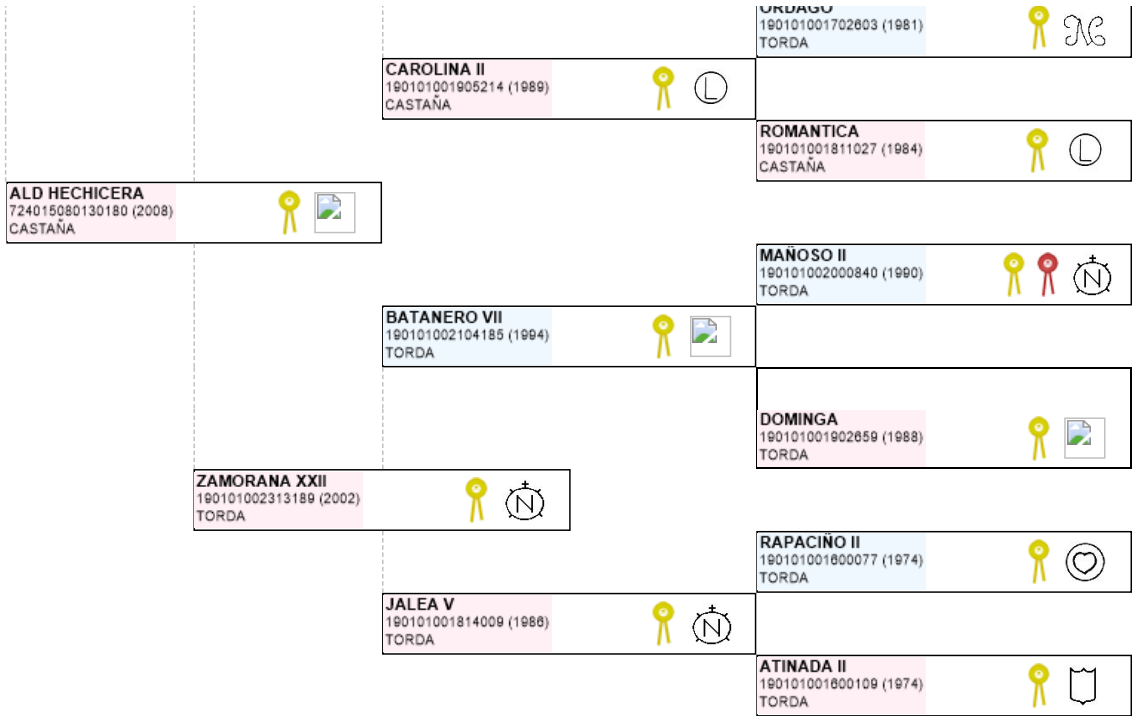 ORDAGO
190101001702603 (1981)
TORDA
CAROLINA II
190101001905214 (1989)
CASTAÑA
ROMANTICA
190101001811027 (1984)
CASTAÑA
ALD HECHICERA
724015080130180 (2008)
CASTAÑA
MAÑOSO II
190101002000840 (1990)
TORDA
BATANERO VII
190101002104185 (1994)
TORDA
DOMINGA
190101001902659 (1988)
TORDA
ZAMORANA XXII
190101002313189 (2002)
TORDA
RAPACIÑO II
190101001600077 (1974)
TORDA
JALEA V
190101001814009 (1986)
TORDA
ATINADA II
190101001600109 (1974)
TORDA
L
L
N
N
N